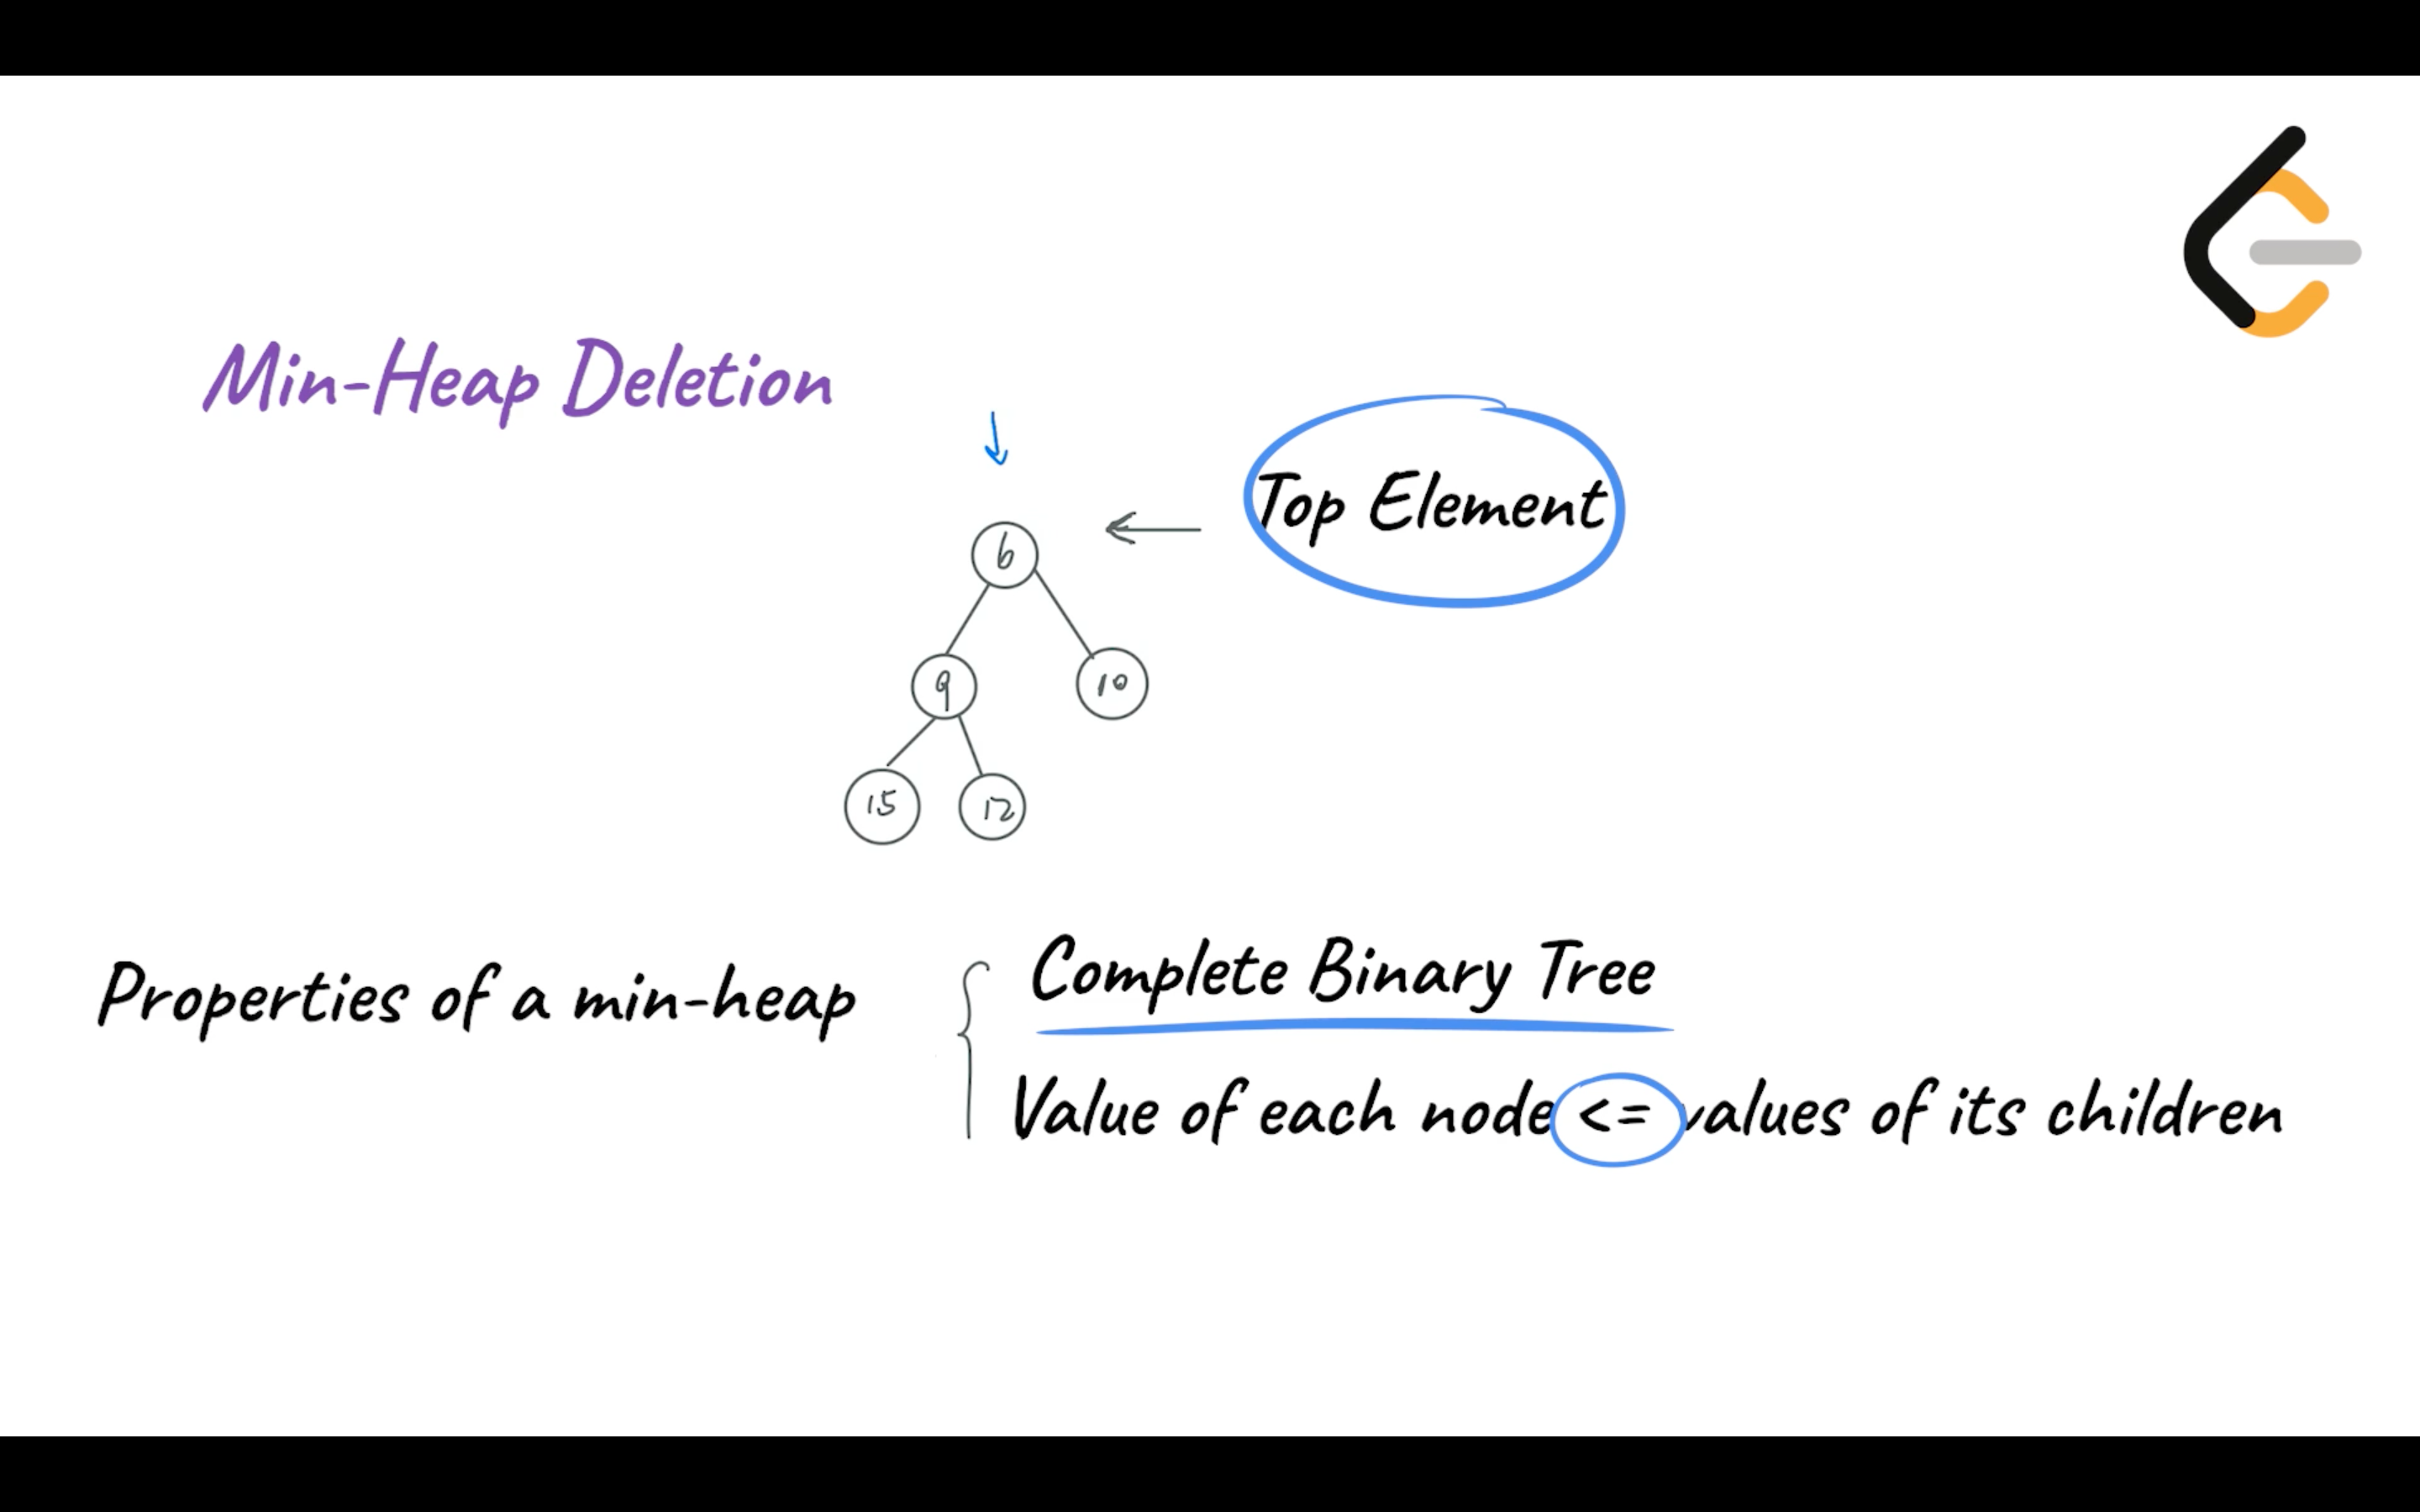 Min-Heap Deletion
Top Element
6
9
10
15
12
Properties of a min-heap
Complete Binary Tree
Value of each node <= values of its children